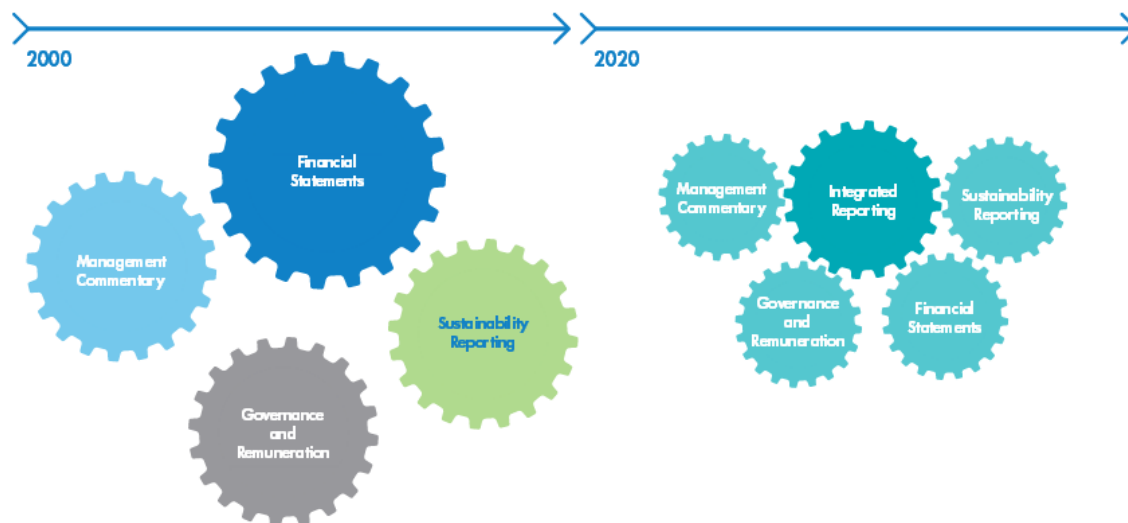 2000
2020
Financial
Statements
Management
Commentary
Sustainability
Reporting
Governance
and
Remuneration
Management
Commentary
Integrated
Reporting
Sustainability
Reporting
Governance
and
Remuneration
Financial
Statements